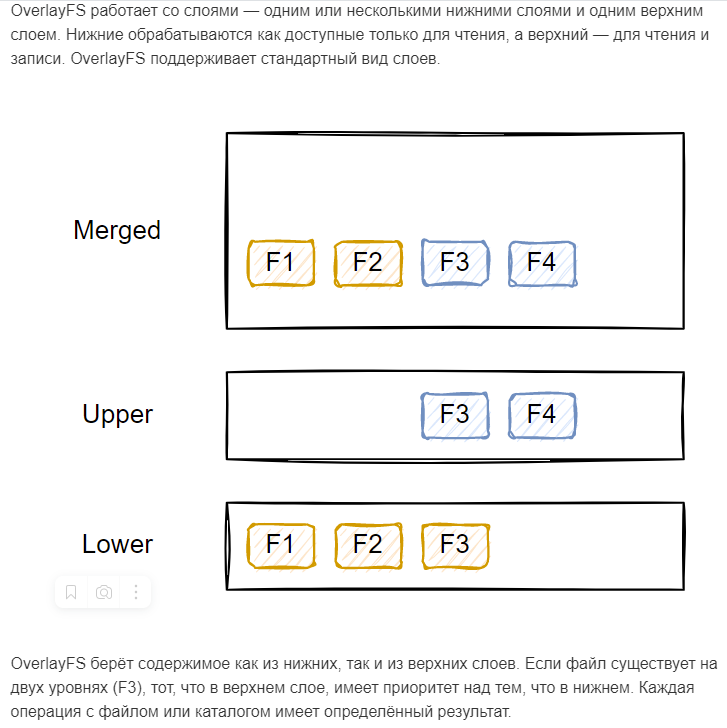 OverlayFS работает со слоями — одним или несколькими нижними слоями и одним верхним
слоем. Нижние обрабатываются как доступные только для чтения, а верхний — для чтения и
записи. OverlayFS поддерживает стандартный вид слоев.
Merged
F1 F2 F3 F4
Upper
F3 F4
Lower
F1 F2 F3
OverlayFS берёт содержимое как из нижних, так и из верхних слоев. Если файл существует на
двух уровнях (F3), тот, что в верхнем слое, имеет приоритет над тем, что в нижнем. Каждая
операция с файлом или каталогом имеет определённый результат.